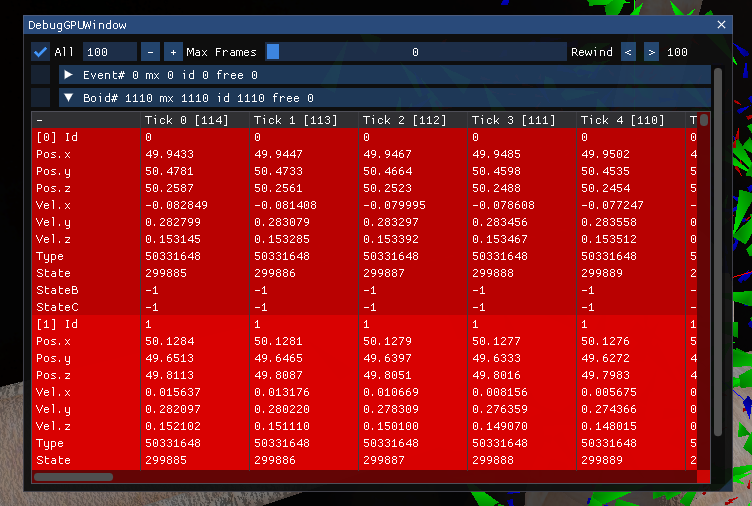 DebugGPUWindow
All 100 - + Max Frames 0 Rewind < > 100
Event# 0 mx 0 id 0 free 0
Boid# 1110 mx 1110 id 1110 free 0
- Tick 0 [114] Tick 1 [113] Tick 2 [112] Tick 3 [111] Tick 4 [110] T
[0] Id 0 0 0 0 0 0
Pos.x 49.9433 49.9447 49.9467 49.9485 49.9502 4
Pos.y 50.4781 50.4733 50.4664 50.4598 50.4535 5
Pos.z 50.2587 50.2561 50.2523 50.2488 50.2454 5
Vel.x -0.082849 -0.081408 -0.079995 -0.078608 -0.077247 -
Vel.y 0.282799 0.283079 0.283297 0.283456 0.283558 0
Vel.z 0.153145 0.153285 0.153392 0.153467 0.153512 0
Type 50331648 50331648 50331648 50331648 50331648 5
State 299885 299886 299887 299888 299889 2
StateB -1 -1 -1 -1 -1 -
StateC -1 -1 -1 -1 -1 -
[1] Id 1 1 1 1 1 1
Pos.x 50.1284 50.1281 50.1279 50.1277 50.1276 5
Pos.y 49.6513 49.6465 49.6397 49.6333 49.6272 4
Pos.z 49.8113 49.8087 49.8051 49.8016 49.7983 4
Vel.x 0.015637 0.013176 0.010669 0.008156 0.005675 0
Vel.y 0.282097 0.280220 0.278309 0.276359 0.274366 0
Vel.z 0.152102 0.151110 0.150100 0.149070 0.148015 0
Type 50331648 50331648 50331648 50331648 50331648 5
State 299885 299886 299887 299888 299889 2